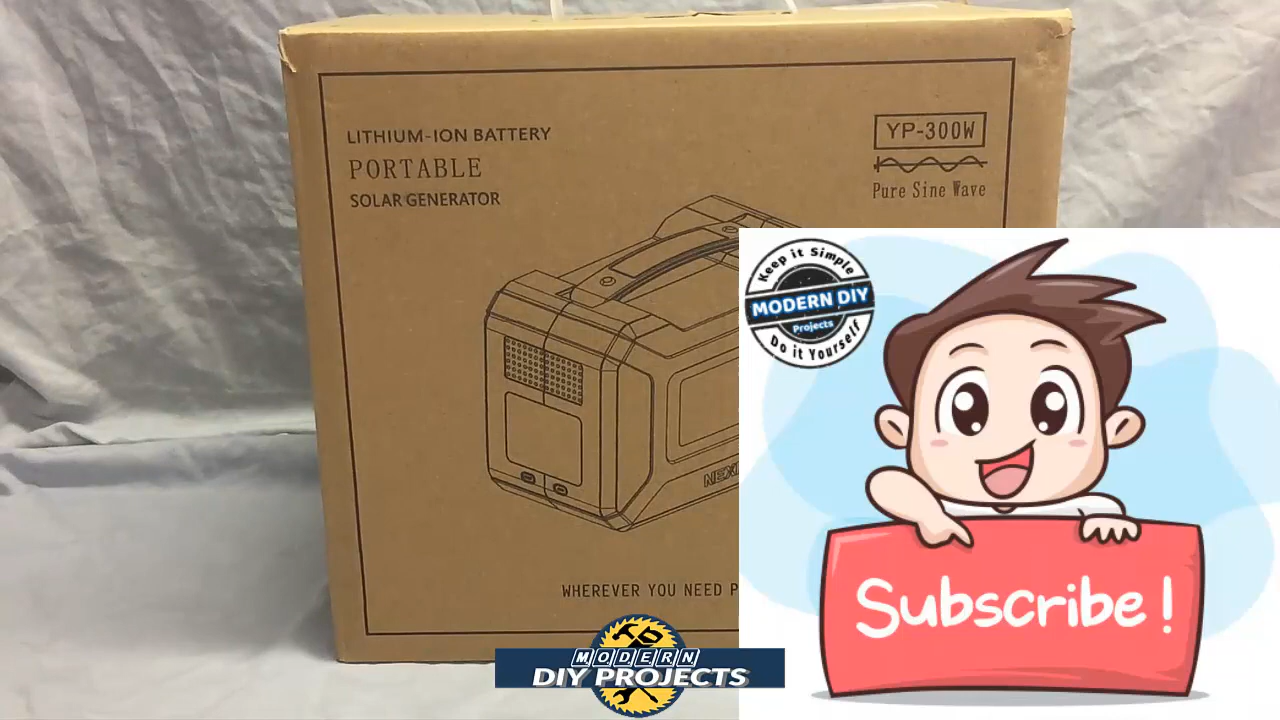 LITHIUM-ION BATTERY
PORTABLE
SOLAR GENERATOR
YP-300W
Pure Sine Wave
Keep it Simple
MODERN DIY
Projects
Do it Yourself
Subscribe!
WHEREVER YOU NEED
MODERN
DIY PROJECTS